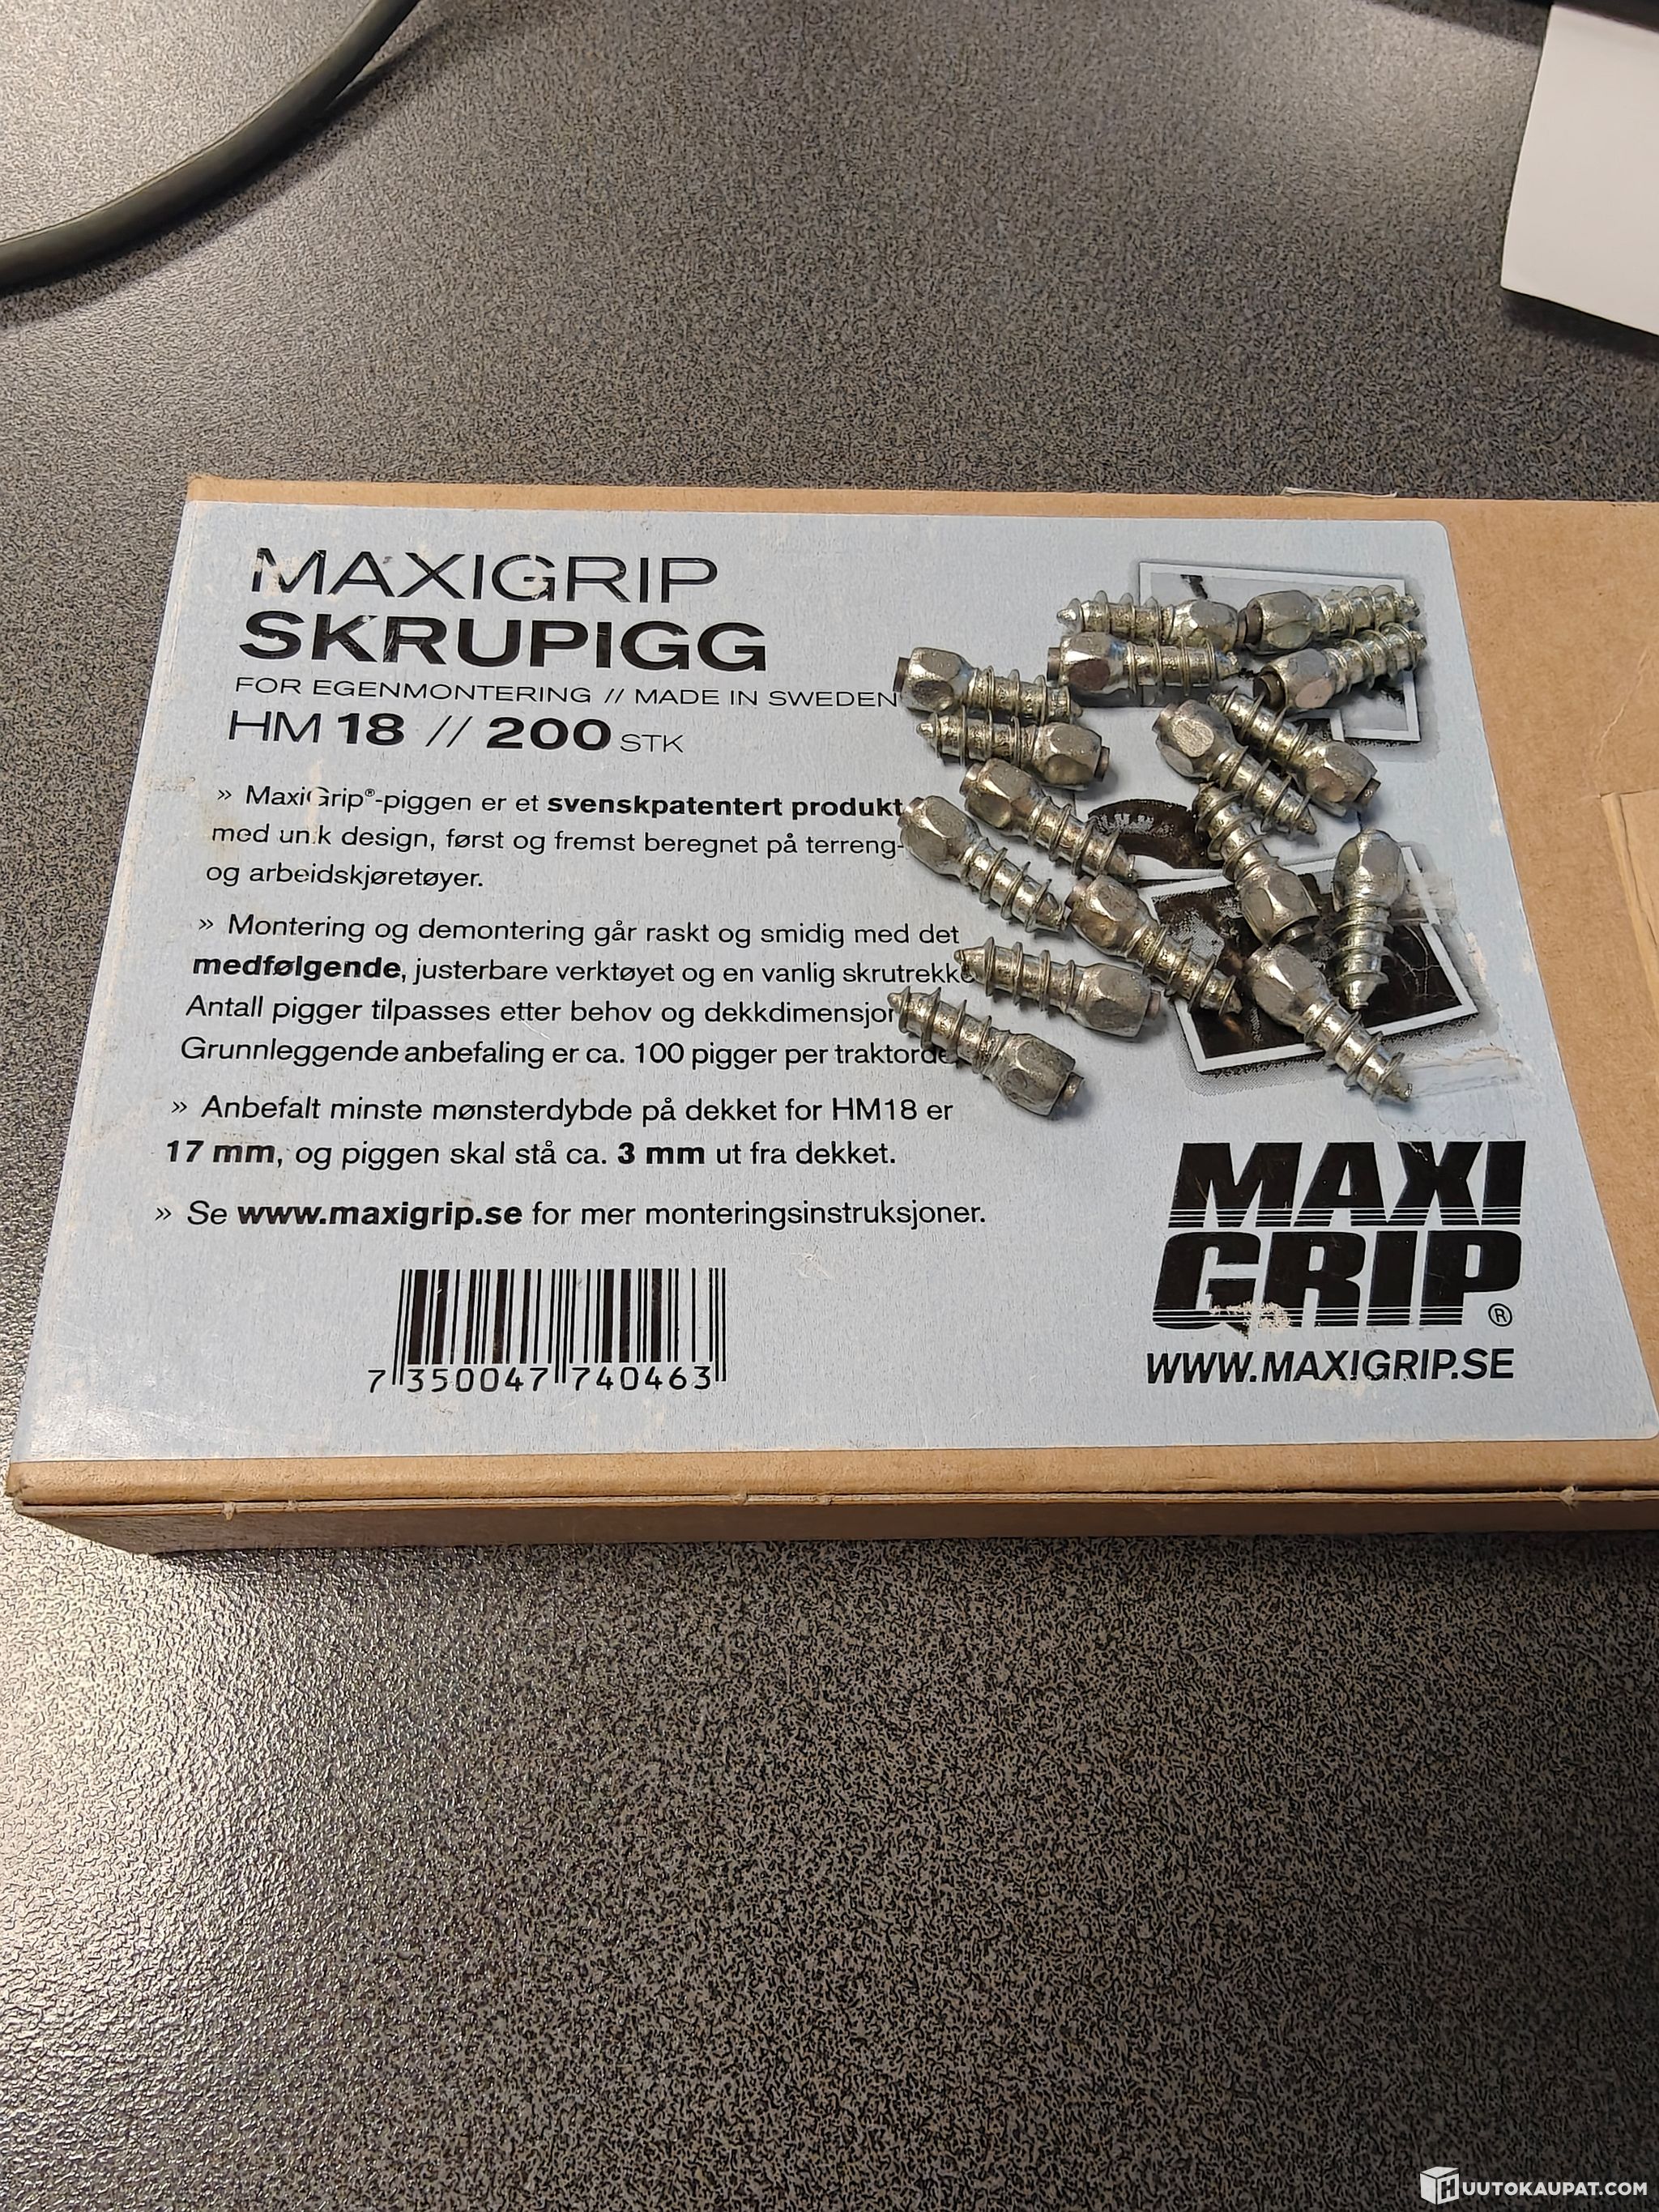 MAXIGRIP
SKRUPIGG
FOR EGENMONTERING // MADE IN SWEDEN
HM 18 // 200 STK
» MaxiGrip®-piggen er et svenskpatentert produkt
med unik design, først og fremst beregnet på terreng-
og arbeidskjøretøyer.
» Montering og demontering går raskt og smidig med det
medfølgende, justerbare verktøyet og en vanlig
Antall pigger tilpasses etter behov og
Grunnleggende anbefaling er ca. 100 pigger per
» Anbefalt minste mønsterdybde på dekket for HM18 er
17 mm, og piggen skal stå ca. 3 mm ut fra dekket.
» Se www.maxigrip.se for mer monteringsinstruksjoner.
7 350047 740463
MAXI
GRIP®
WWW.MAXIGRIP.SE
HUUTOKAUPAT.COM